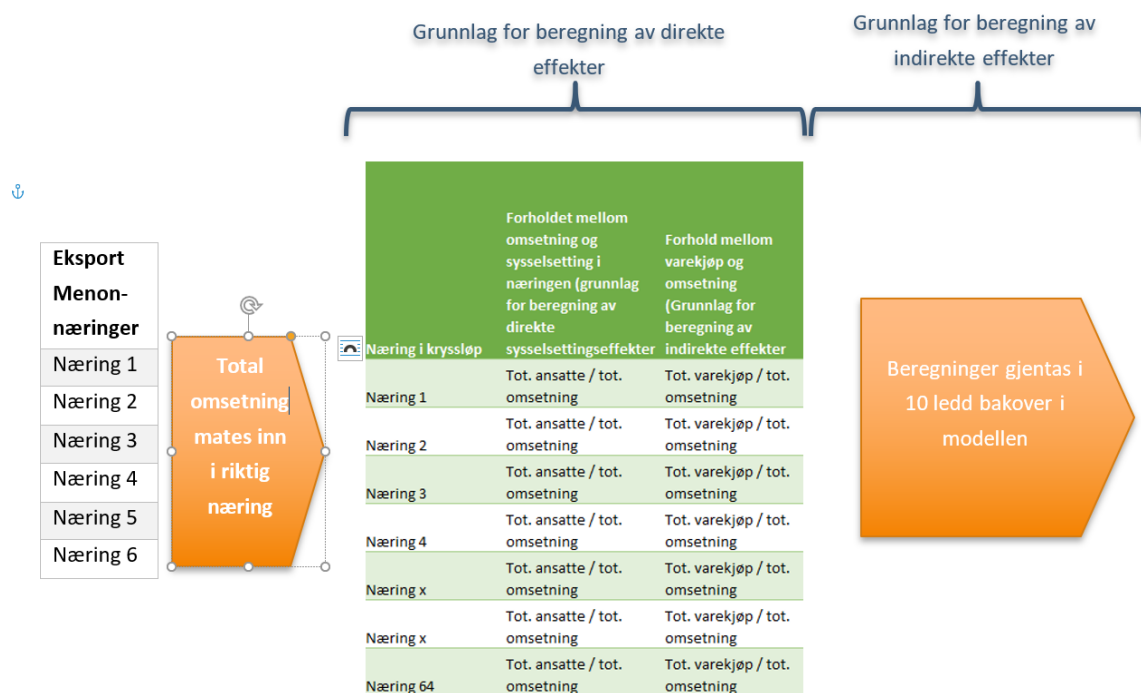 Grunnlag for beregning av direkte
effekter
Grunnlag for beregning av
indirekte effekter
Eksport
Menon-
næringer
Næring 1
Næring 2
Næring 3
Næring 4
Næring 5
Næring 6
Total
omsetning
mates inn
i riktig
næring
Næring i kryssløp
Forholdet mellom
omsetning og
sysselsetting i
næringen (grunnlag
for beregning av
direkte
sysselsettingseffekter
Forhold mellom
varekjøp og
omsetning
(Grunnlag for
beregning av
indirekte effekter
Næring 1
Tot. ansatte / tot.
omsetning
Tot. varekjøp / tot.
omsetning
Næring 2
Tot. ansatte / tot.
omsetning
Tot. varekjøp / tot.
omsetning
Næring 3
Tot. ansatte / tot.
omsetning
Tot. varekjøp / tot.
omsetning
Næring 4
Tot. ansatte / tot.
omsetning
Tot. varekjøp / tot.
omsetning
Næring x
Tot. ansatte / tot.
omsetning
Tot. varekjøp / tot.
omsetning
Næring x
Tot. ansatte / tot.
omsetning
Tot. varekjøp / tot.
omsetning
Næring 64
Tot. ansatte / tot.
omsetning
Tot. varekjøp / tot.
omsetning
Beregninger gjentas i
10 ledd bakover i
modellen